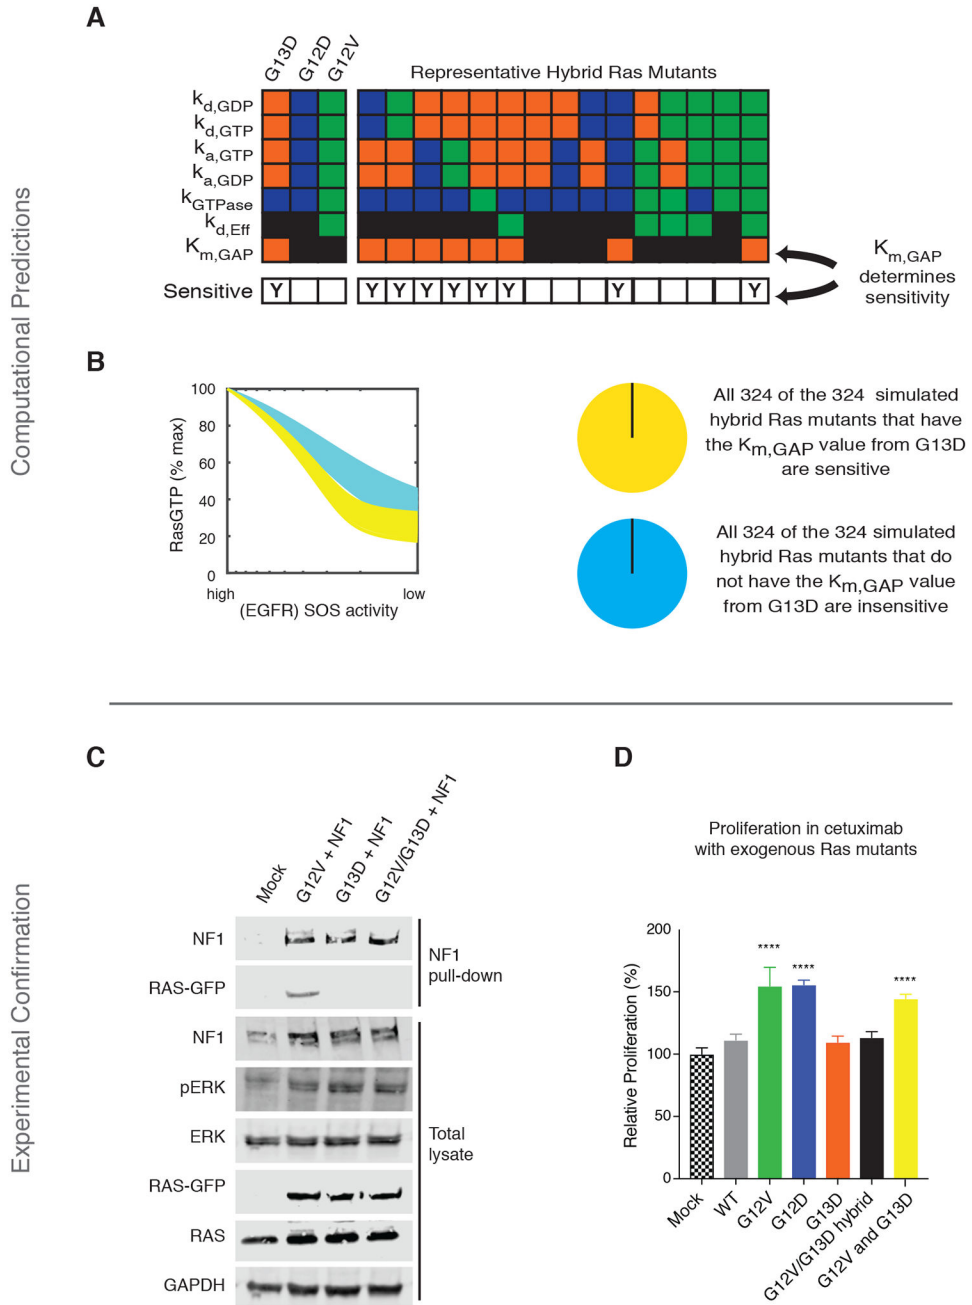 Computational Predictions
A
G13D
G12D
G12V
Representative Hybrid Ras Mutants
kd,GDP
kd,GTP
ka,GTP
ka,GDP
kGTPase
kd,Eff
Km,GAP
Sensitive
Y
Y Y Y Y Y Y Y Y
Km,GAP
determines
sensitivity
B
RasGTP (% max)
100
80
60
40
20
0
high
low
(EGFR) SOS activity
All 324 of the 324 simulated
hybrid Ras mutants that have
the Km,GAP value from G13D
are sensitive
All 324 of the 324 simulated
hybrid Ras mutants that do
not have the Km,GAP value
from G13D are insensitive
Experimental Confirmation
C
Mock
G12V + NF1
G13D + NF1
G12V/G13D + NF1
NF1
RAS-GFP
NF1
pull-down
NF1
pERK
ERK
RAS-GFP
RAS
GAPDH
Total
lysate
D
Proliferation in cetuximab
with exogenous Ras mutants
Relative Proliferation (%)
200
150
100
50
0
****
****
****
Mock
WT
G12V
G12D
G13D
G12V/G13D hybrid
G12V and G13D